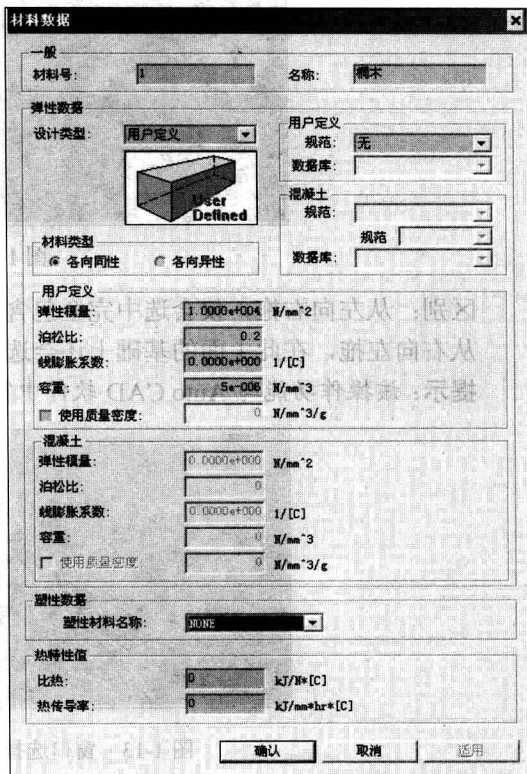 材料数据
一般
材料号: 1 名称: 樟木
弹性数据
设计类型: 用户定义
User Defined
用户定义
规范: 无
数据库:
混凝土
规范:
规范
数据库:
材料类型
各向同性 各向异性
用户定义
弹性模量: 1.0000e+004 N/mm^2
泊松比: 0.2
线膨胀系数: 0.0000e+000 1/[C]
容重: 5e-006 N/mm^3
使用质量密度: 0 N/mm^3/g
混凝土
弹性模量: 0.0000e+000 N/mm^2
泊松比: 0
线膨胀系数: 0.0000e+000 1/[C]
容重: 0 N/mm^3
使用质量密度: 0 N/mm^3/g
塑性数据
塑性材料名称: NONE
热特性值
比热: 0 kJ/N*[C]
热传导率: 0 kJ/mm*hr*[C]
确认 取消 适用